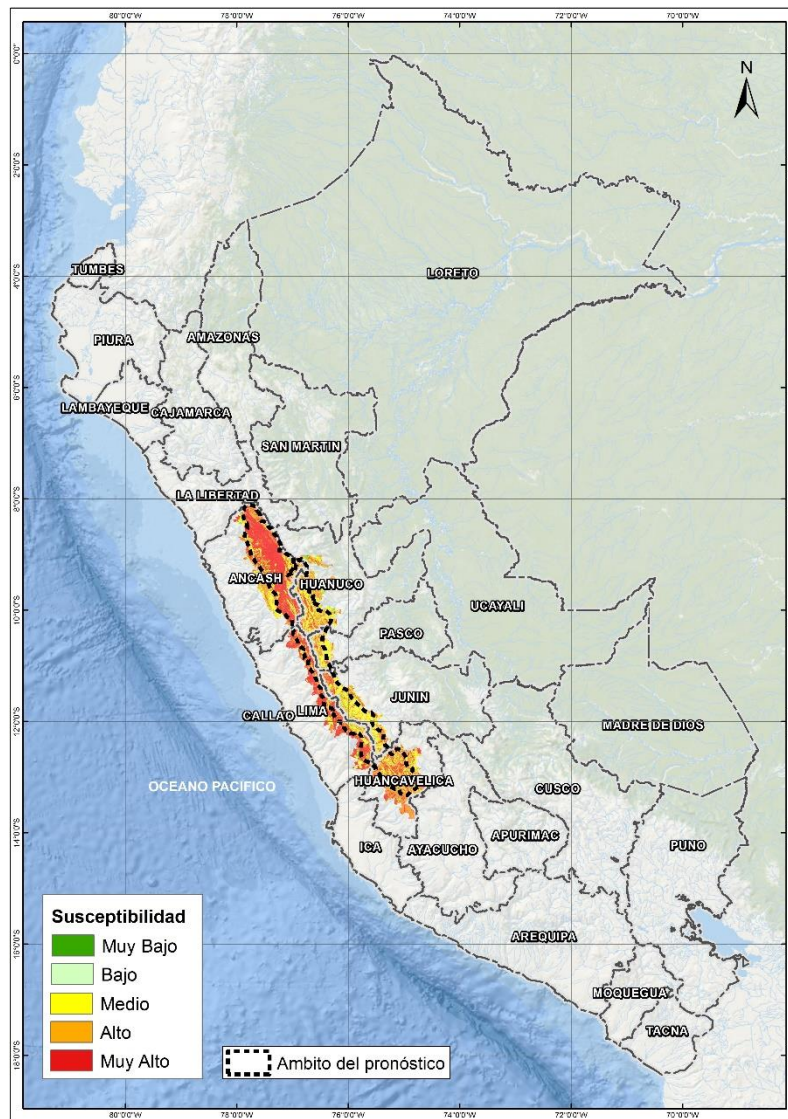 80°0'0"W 78°0'0"W 76°0'0"W 74°0'0"W 72°0'0"W 70°0'0"W
N
0°0'0"
2°0'0"S
4°0'0"S
6°0'0"S
8°0'0"S
10°0'0"S
12°0'0"S
14°0'0"S
16°0'0"S
18°0'0"S
TUMBES
LORETO
PIURA
AMAZONAS
LAMBAYEQUE
CAJAMARCA
SAN MARTIN
LA LIBERTAD
ANCASH
HUANUCO
UCAYALI
PASCO
JUNIN
CALLAO
LIMA
MADRE DE DIOS
OCEANO PACIFICO
HUANCAVELICA
CUSCO
ICA
AYACUCHO
APURIMAC
PUNO
AREQUIPA
MOQUEGUA
TACNA
Susceptibilidad
Muy Bajo
Bajo
Medio
Alto
Muy Alto
Ambito del pronóstico
80°0'0"W 78°0'0"W 76°0'0"W 74°0'0"W 72°0'0"W 70°0'0"W